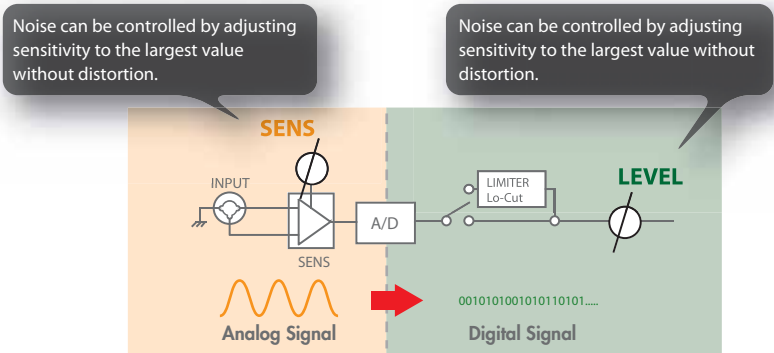 Noise can be controlled by adjusting
sensitivity to the largest value
without distortion.
Noise can be controlled by adjusting
sensitivity to the largest value without
distortion.
SENS
INPUT
LIMITER
Lo-Cut
LEVEL
A/D
SENS
0010101001010110101.....
Analog Signal
Digital Signal